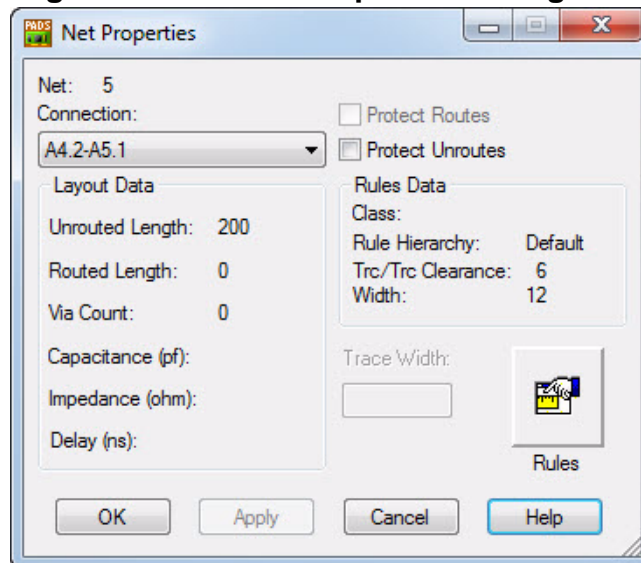 PADS Net Properties
Net: 5
Connection:
A4.2-A5.1
Protect Routes
Protect Unroutes
Layout Data
Unrouted Length: 200
Routed Length: 0
Via Count: 0
Capacitance (pf):
Impedance (ohm):
Delay (ns):
Rules Data
Class:
Rule Hierarchy: Default
Trc/Trc Clearance: 6
Width: 12
Trace Width:
Rules
OK Apply Cancel Help